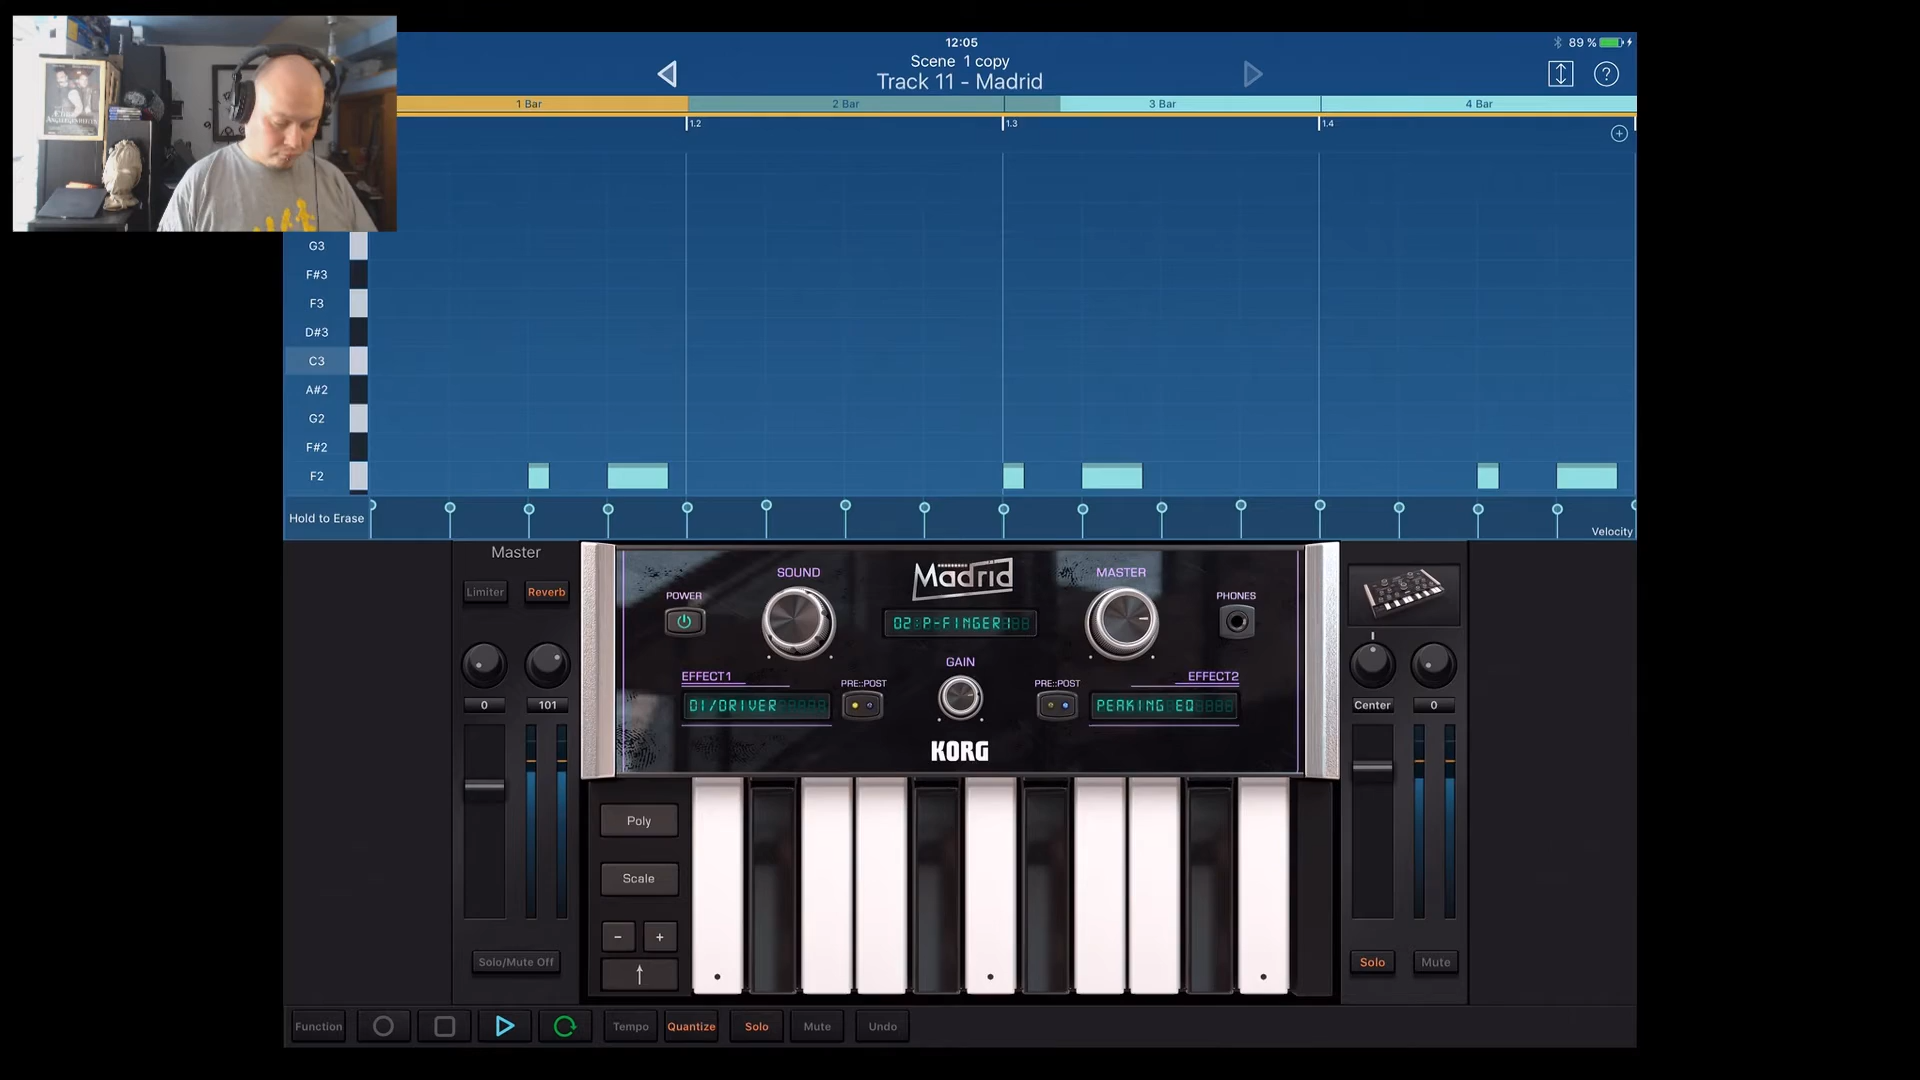 12:05
89 %
Scene 1 copy
Track 11 - Madrid
?
1 Bar
2 Bar
3 Bar
4 Bar
1.2
1.3
1.4
G3
F#3
F3
D#3
C3
A#2
G2
F#2
F2
Hold to Erase
Velocity
Master
Limiter
Reverb
0
101
Solo/Mute Off
SOUND
Madrid
MASTER
POWER
PHONES
02:P-FINGER1
GAIN
EFFECT1
PRE::POST
PRE::POST
EFFECT2
DI/DRIVER
PEAKING EQ
KORG
Poly
Scale
-
+
Center
0
Solo
Mute
Function
Tempo
Quantize
Solo
Mute
Undo